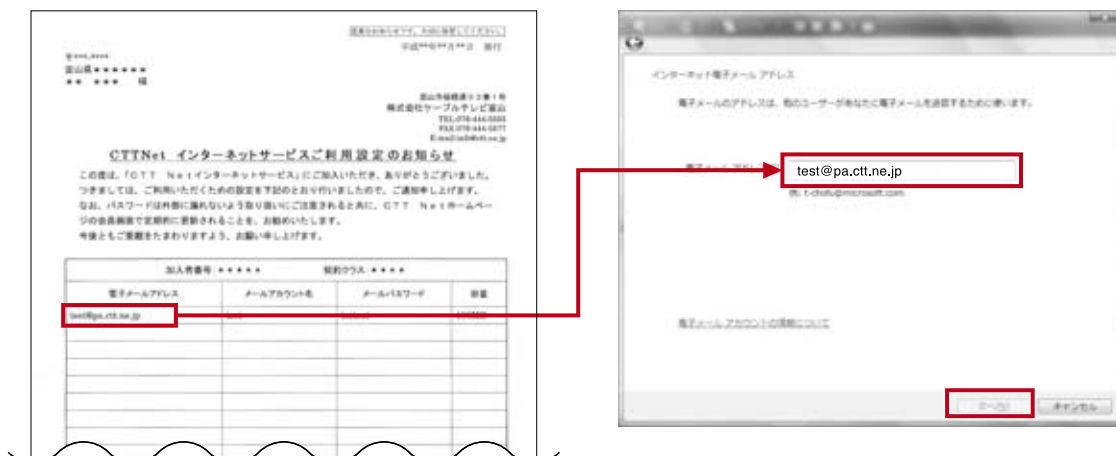 富山県******
** *** 様
富山市桜橋通り3番1号
株式会社ケーブルテレビ富山
TEL:076-444-5555
CTTNet インターネットサービスご利用設定のお知らせ
この度は、「CTT Netインターネットサービス」にご加入いただき、ありがとうございました。
つきましては、ご利用いただくための設定を下記のとおり行いましたので、ご通知申し上げます。
なお、パスワードは外部に漏れないよう取り扱いにご注意されると共に、CTT Netホームペー
ジの会員画面で定期的に更新されることを、お勧めいたします。
今後ともご愛顧をたまわりますよう、お願い申し上げます。
加入者番号:***** 契約クラス:****
電子メールアドレス メールアカウント名 メールパスワード 容量
test@pa.ctt.ne.jp test
インターネット電子メール アドレス
電子メールのアドレスは、他のユーザーがあなたに電子メールを送信するために使います。
電子メール アドレス
test@pa.ctt.ne.jp
例: t-chofu@microsoft.com
電子メール アカウントの情報について
次へ(N) キャンセル